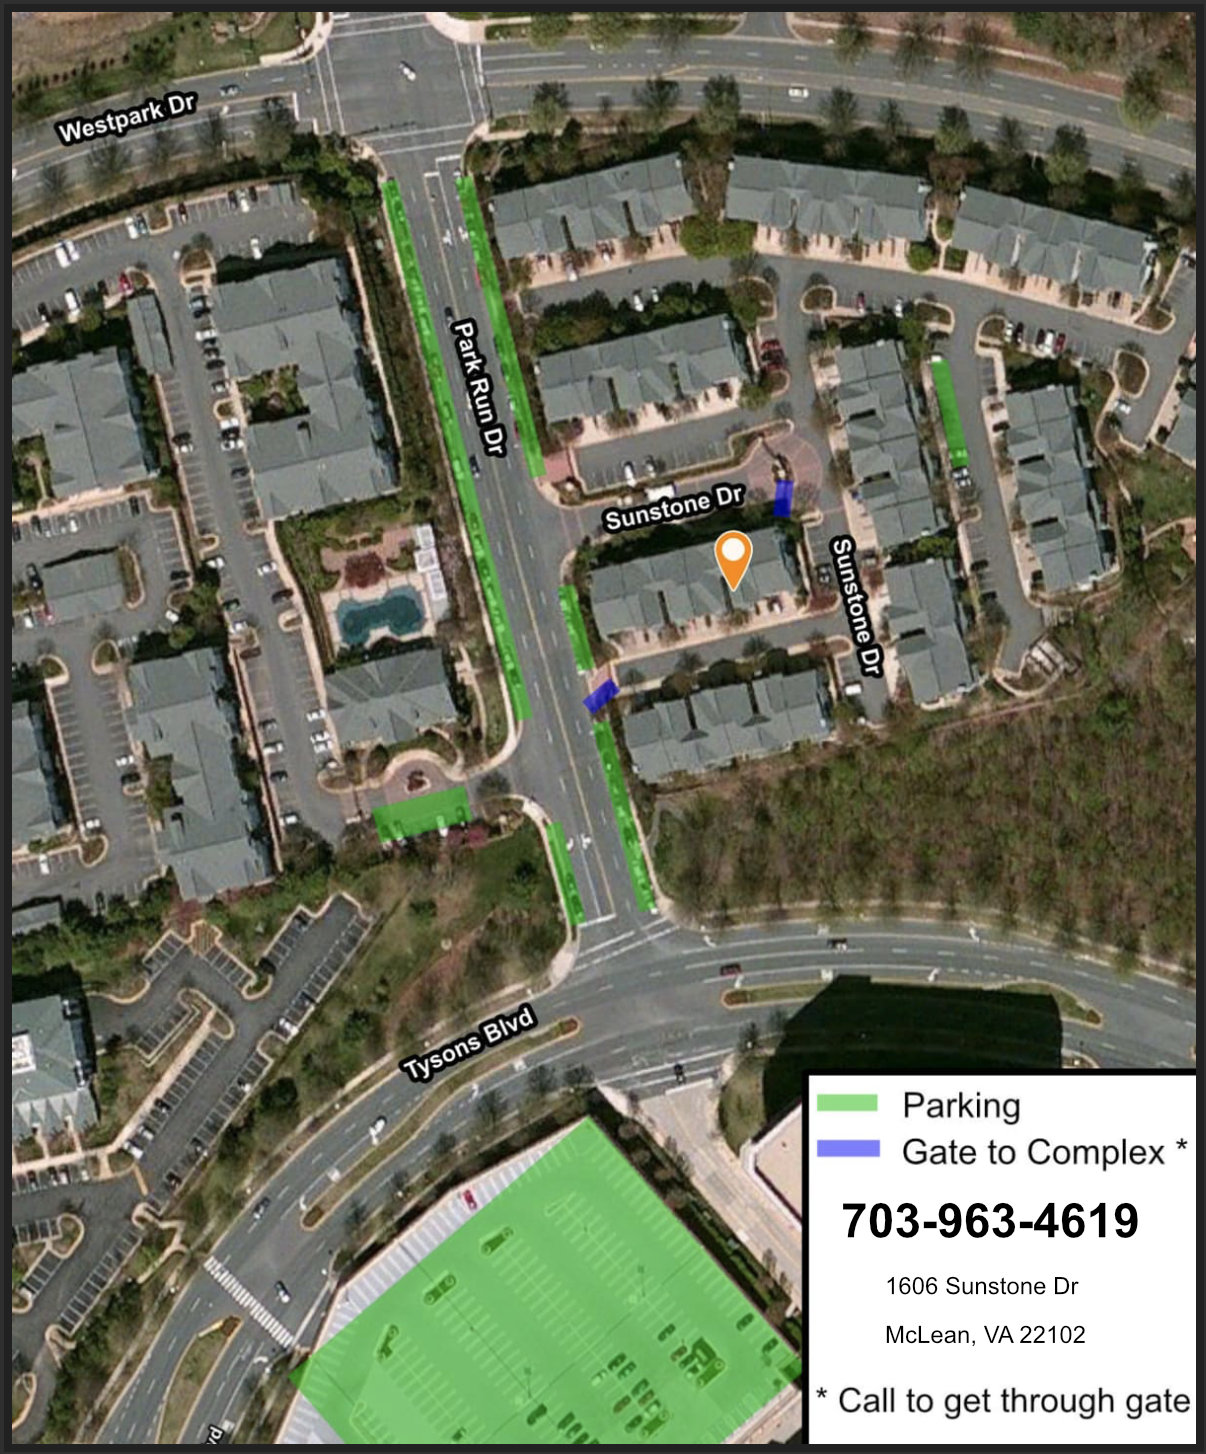 Westpark Dr
Park Run Dr
Sunstone Dr
Sunstone Dr
Tysons Blvd
vd
Parking
Gate to Complex *
703-963-4619
1606 Sunstone Dr
McLean, VA 22102
* Call to get through gate